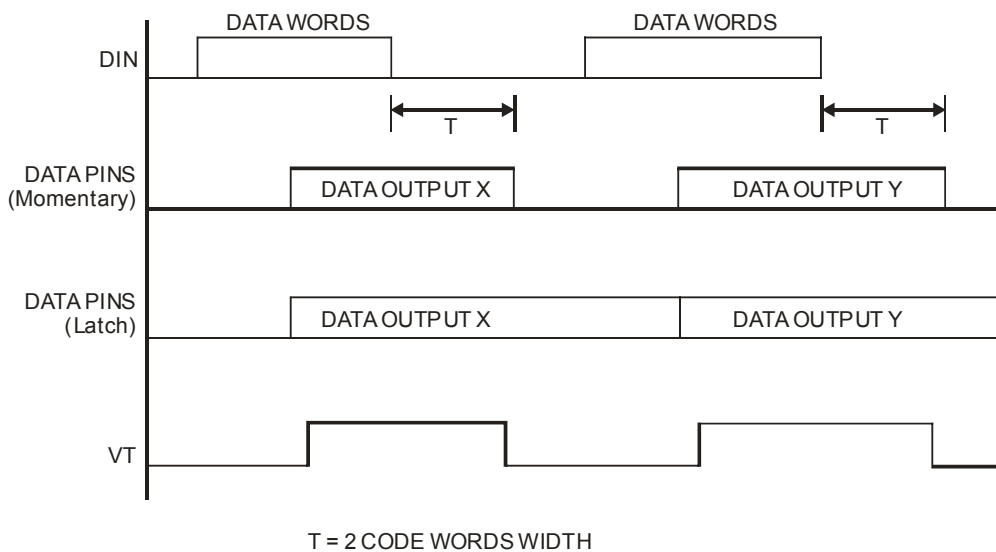 DATA WORDS DATA WORDS
DIN
T T
DATA PINS
(Momentary)
DATA OUTPUT X DATA OUTPUT Y
DATA PINS
(Latch)
DATA OUTPUT X DATA OUTPUT Y
VT
T = 2 CODE WORDS WIDTH